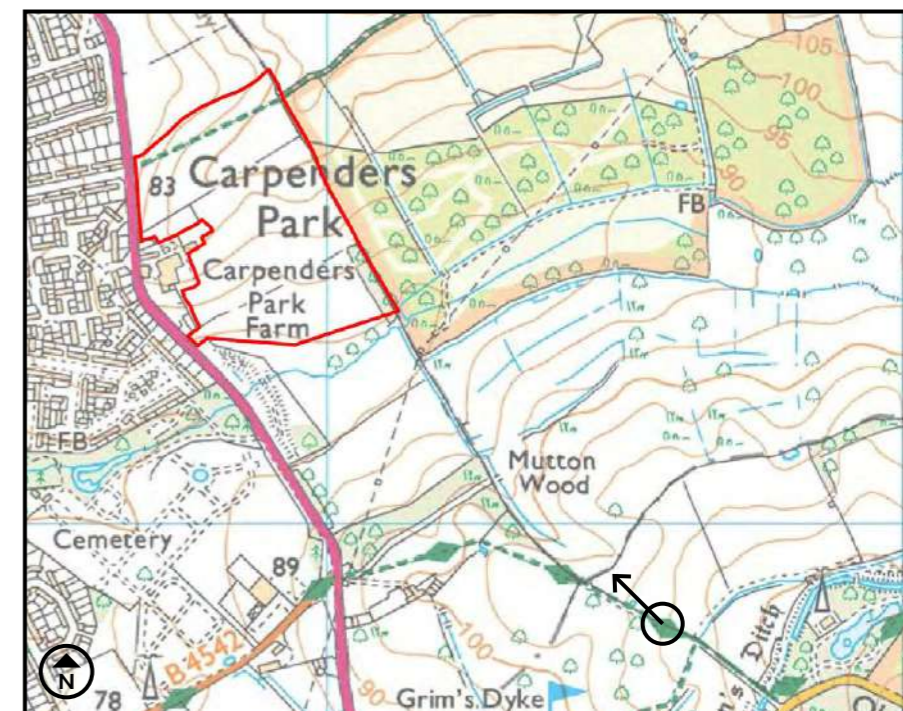 105
100
95
90
83
Carpenders
Park
FB
Carpenders
Park
Farm
FB
Mutton
Wood
Cemetery
89
B 4542
100
Ditch
N
78
90
Grim's Dyke